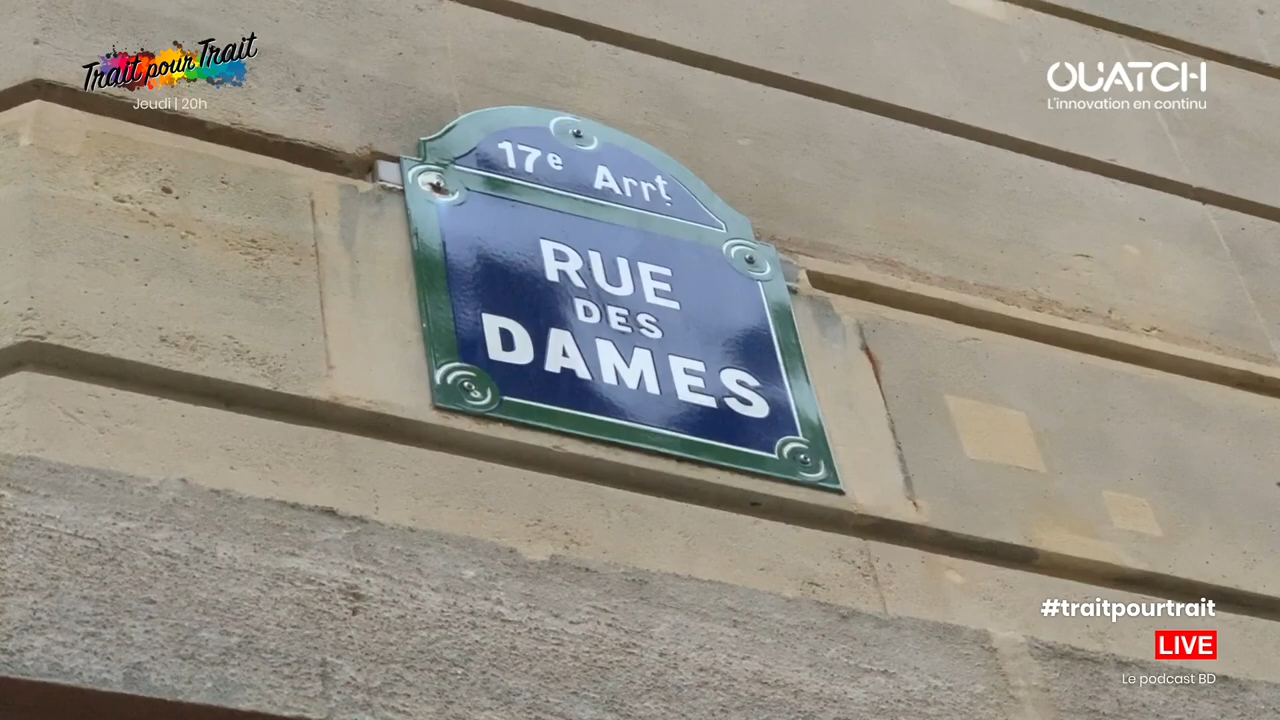 Trait pour Trait
Jeudi | 20h
OUATCH
L'innovation en continu
17e Arrt
RUE
DES
DAMES
#traitpourtrait
LIVE
Le podcast BD